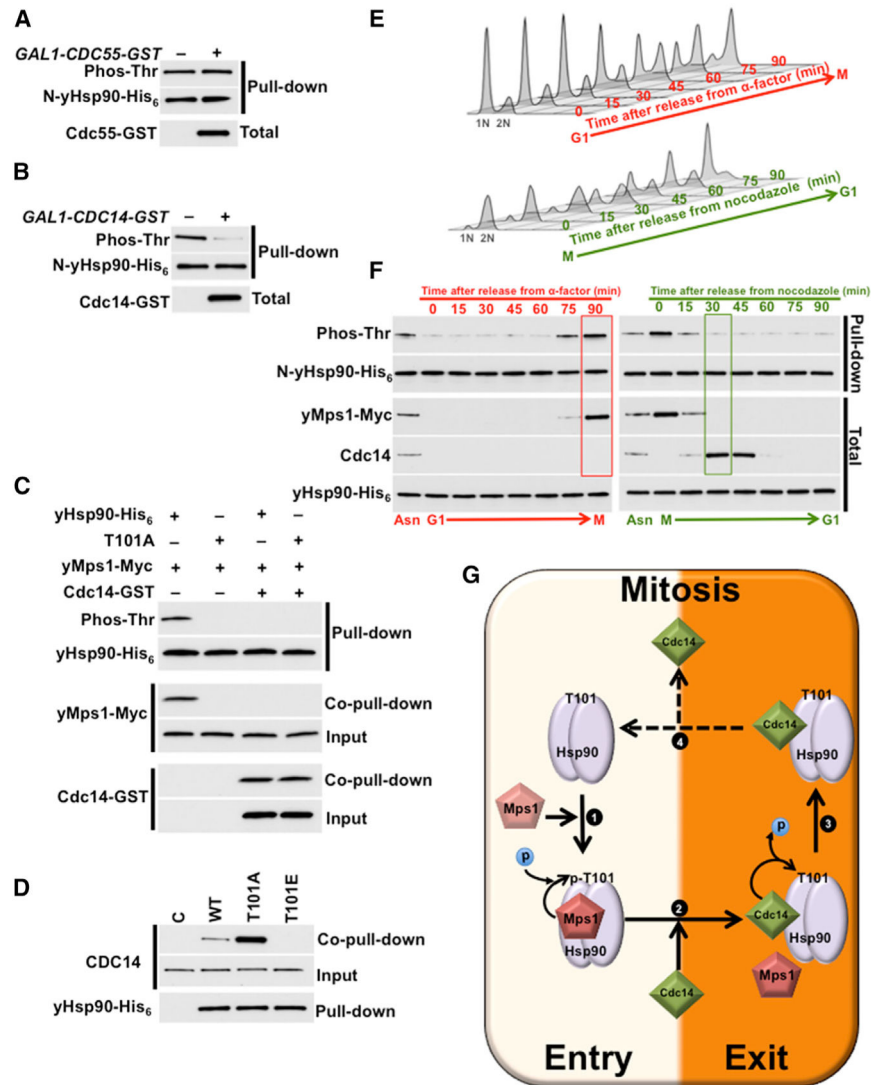 A
GAL1-CDC55-GST – +
Phos-Thr
N-yHsp90-His6
Pull-down
Cdc55-GST Total
B
GAL1-CDC14-GST – +
Phos-Thr
N-yHsp90-His6
Pull-down
Cdc14-GST Total
C
yHsp90-His6 + – + –
T101A – + – +
yMps1-Myc + + + +
Cdc14-GST – – + +
Phos-Thr
yHsp90-His6
Pull-down
yMps1-Myc
Co-pull-down
Input
Cdc14-GST
Co-pull-down
Input
D
C WT T101A T101E
CDC14
Co-pull-down
Input
yHsp90-His6 Pull-down
E
1N 2N
0 15 30 45 60 75 90
Time after release from α-factor (min)
G1 M
1N 2N
0 15 30 45 60 75 90
Time after release from nocodazole (min)
M G1
F
Time after release from α-factor (min)
0 15 30 45 60 75 90
Time after release from nocodazole (min)
0 15 30 45 60 75 90
Phos-Thr
N-yHsp90-His6
Pull-down
yMps1-Myc
Cdc14
yHsp90-His6
Total
Asn G1 M
Asn M G1
G
Mitosis
Cdc14
T101
Hsp90
4
T101
Cdc14
Hsp90
Mps1
1
p
p-T101
Mps1
Hsp90
2
Cdc14
p
3
T101
Cdc14
Hsp90
Mps1
Entry
Exit